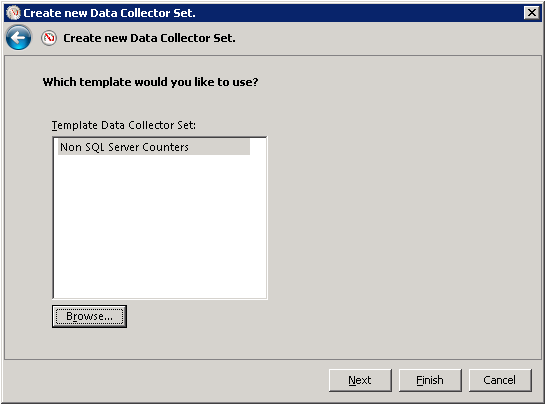 Create new Data Collector Set.
Create new Data Collector Set.
Which template would you like to use?
Template Data Collector Set:
Non SQL Server Counters
Browse...
Next
Finish
Cancel